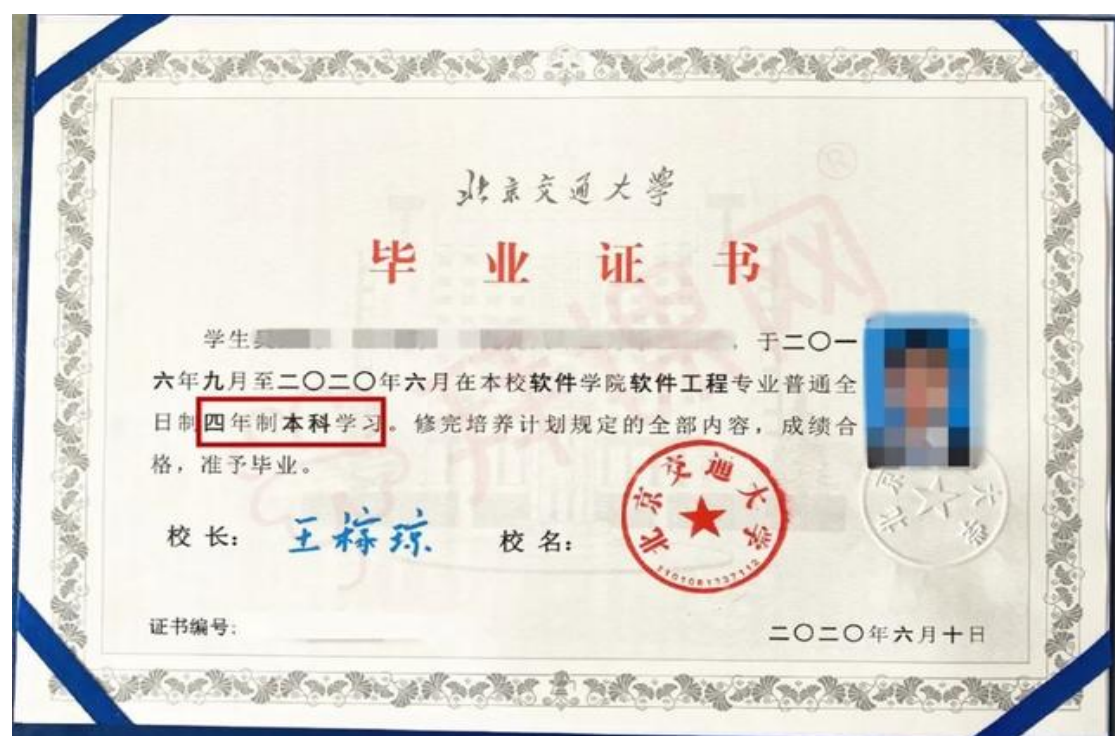 北京交通大学
毕业证书
学生
,于二〇一
六年九月至二〇二〇年六月在本校软件学院软件工程专业普通全
日制四年制本科学习。修完培养计划规定的全部内容,成绩合
格,准予毕业。
校长:
王稼琼
校名:
北京交通大学
证书编号:
二〇二〇年六月十日